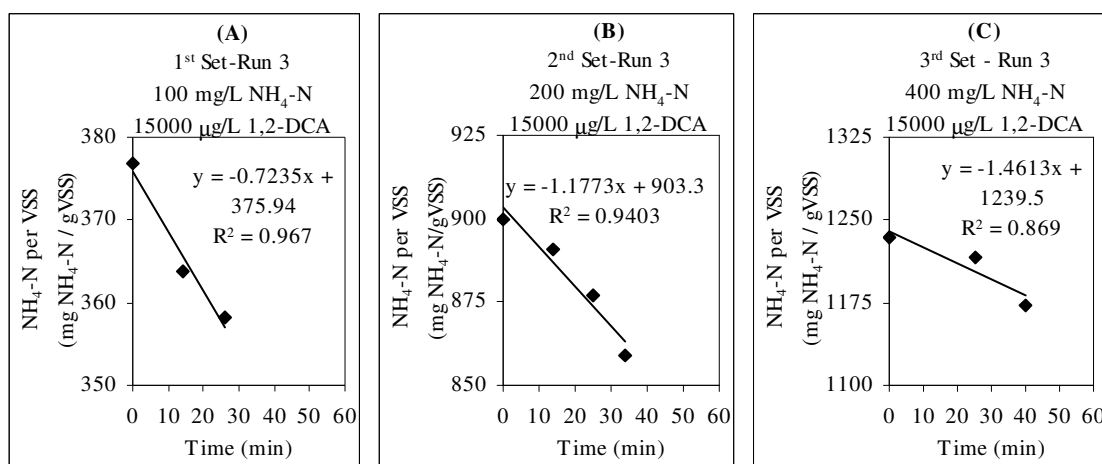 (A)
1st Set-Run 3
100 mg/L NH4-N
15000 µg/L 1,2-DCA
NH4-N per VSS
(mg NH4-N / gVSS)
380
370
360
350
y = -0.7235x +
375.94
R2 = 0.967
0 10 20 30 40 50 60
Time (min)
(B)
2nd Set-Run 3
200 mg/L NH4-N
15000 µg/L 1,2-DCA
NH4-N per VSS
(mg NH4-N/gVSS)
925
900
875
850
y = -1.1773x + 903.3
R2 = 0.9403
0 10 20 30 40 50 60
Time (min)
(C)
3rd Set - Run 3
400 mg/L NH4-N
15000 µg/L 1,2-DCA
NH4-N per VSS
(mg NH4-N / gVSS)
1325
1250
1175
1100
y = -1.4613x +
1239.5
R2 = 0.869
0 10 20 30 40 50 60
Time (min)